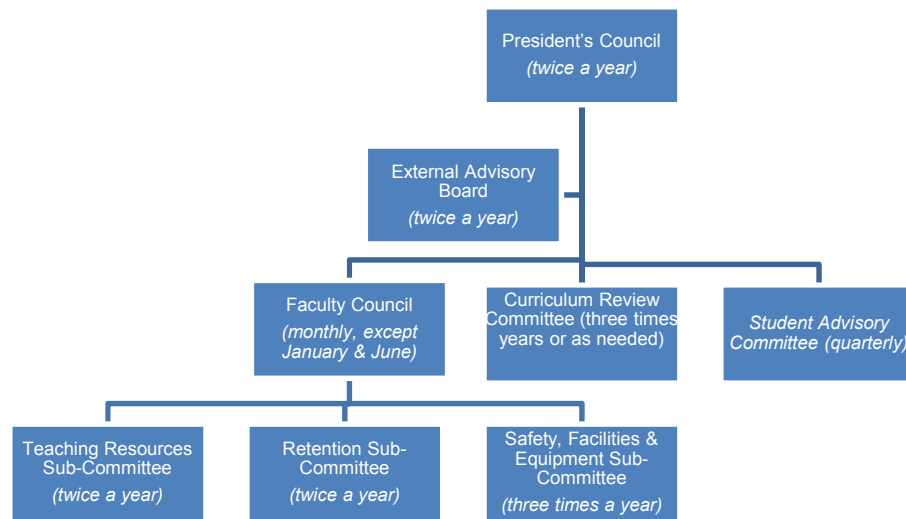 President’s Council
(twice a year)
External Advisory
Board
(twice a year)
Faculty Council
(monthly, except
January & June)
Curriculum Review
Committee (three times
years or as needed)
Student Advisory
Committee (quarterly)
Teaching Resources
Sub-Committee
(twice a year)
Retention Sub-
Committee
(twice a year)
Safety, Facilities &
Equipment Sub-
Committee
(three times a year)